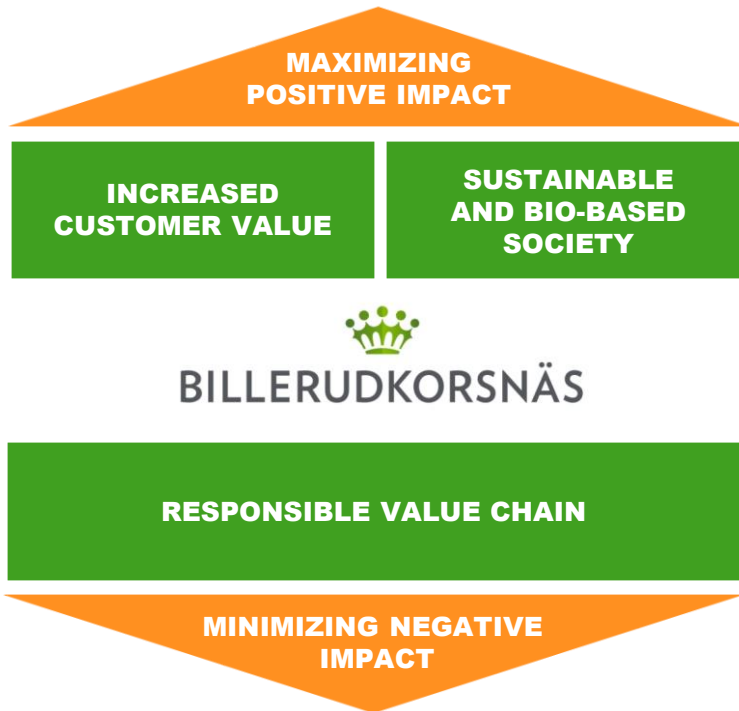 MAXIMIZING
POSITIVE IMPACT
INCREASED
CUSTOMER VALUE
SUSTAINABLE
AND BIO-BASED
SOCIETY
BILLERUDKORSNÄS
RESPONSIBLE VALUE CHAIN
MINIMIZING NEGATIVE
IMPACT